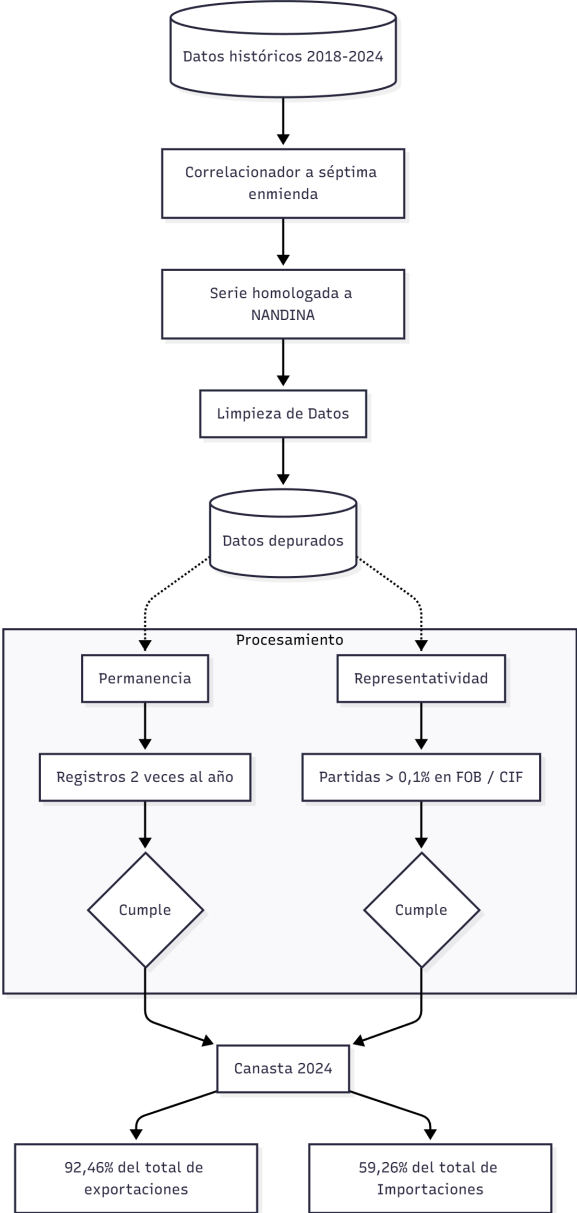 Datos históricos 2018-2024
Correlacionador a séptima
enmienda
Serie homologada a
NANDINA
Limpieza de Datos
Datos depurados
Procesamiento
Permanencia
Representatividad
Registros 2 veces al año
Partidas > 0,1% en FOB / CIF
Cumple
Cumple
Canasta 2024
92,46% del total de
exportaciones
59,26% del total de
Importaciones